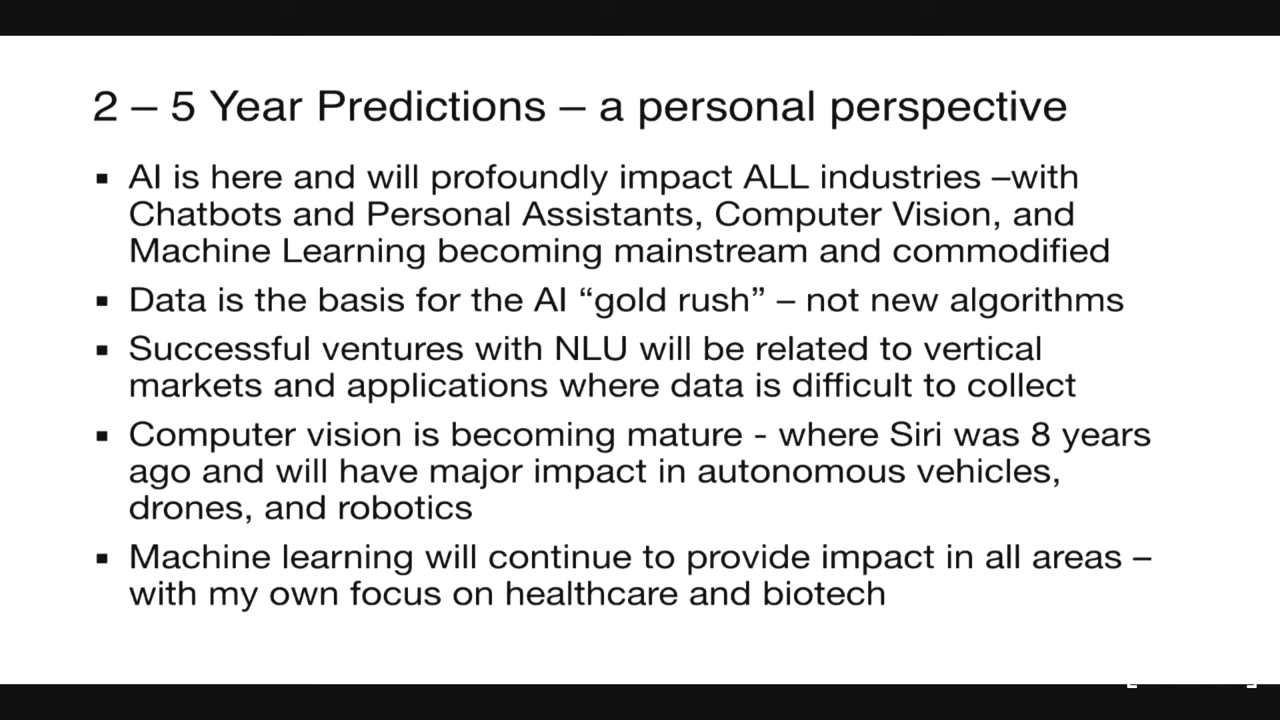 2 – 5 Year Predictions – a personal perspective
▪ AI is here and will profoundly impact ALL industries –with
Chatbots and Personal Assistants, Computer Vision, and
Machine Learning becoming mainstream and commodified
▪ Data is the basis for the AI “gold rush” – not new algorithms
▪ Successful ventures with NLU will be related to vertical
markets and applications where data is difficult to collect
▪ Computer vision is becoming mature - where Siri was 8 years
ago and will have major impact in autonomous vehicles,
drones, and robotics
▪ Machine learning will continue to provide impact in all areas –
with my own focus on healthcare and biotech